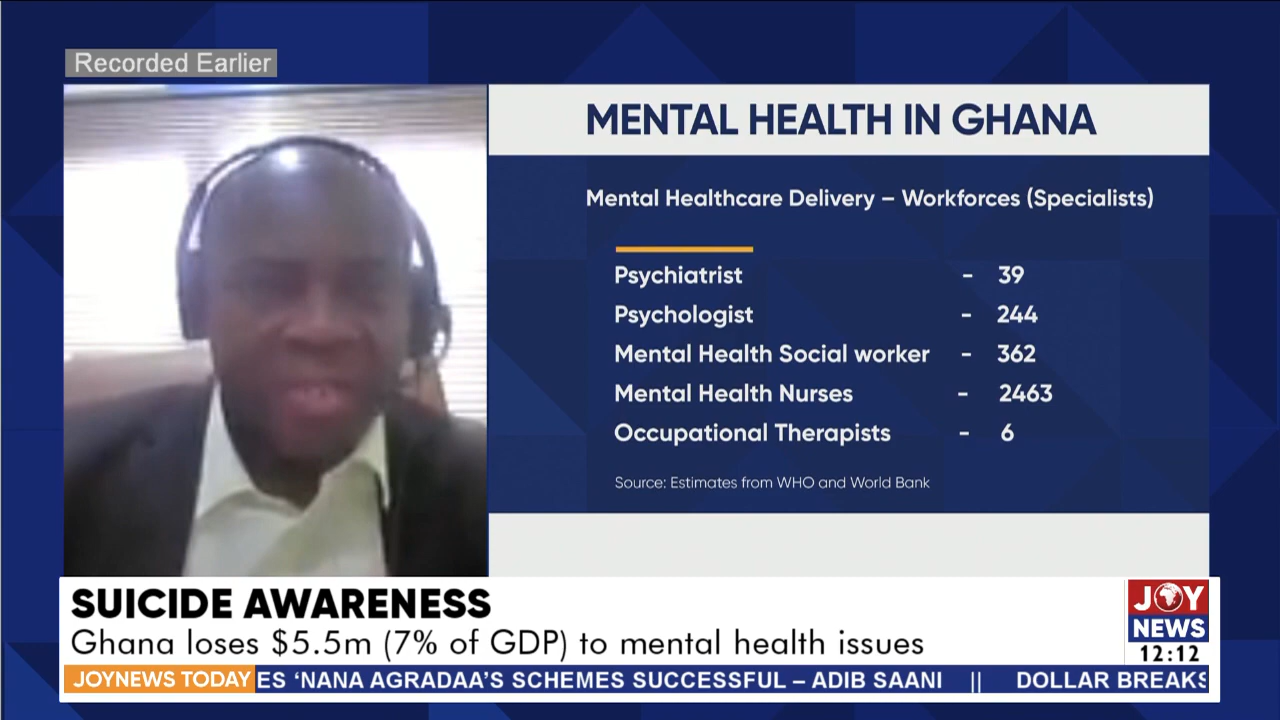 Recorded Earlier
MENTAL HEALTH IN GHANA
Mental Healthcare Delivery – Workforces (Specialists)
Psychiatrist - 39
Psychologist - 244
Mental Health Social worker - 362
Mental Health Nurses - 2463
Occupational Therapists - 6
Source: Estimates from WHO and World Bank
SUICIDE AWARENESS
Ghana loses $5.5m (7% of GDP) to mental health issues
JOY
NEWS
12:12
JOYNEWS TODAY ES ‘NANA AGRADAA’S SCHEMES SUCCESSFUL – ADIB SAANI || DOLLAR BREAKS